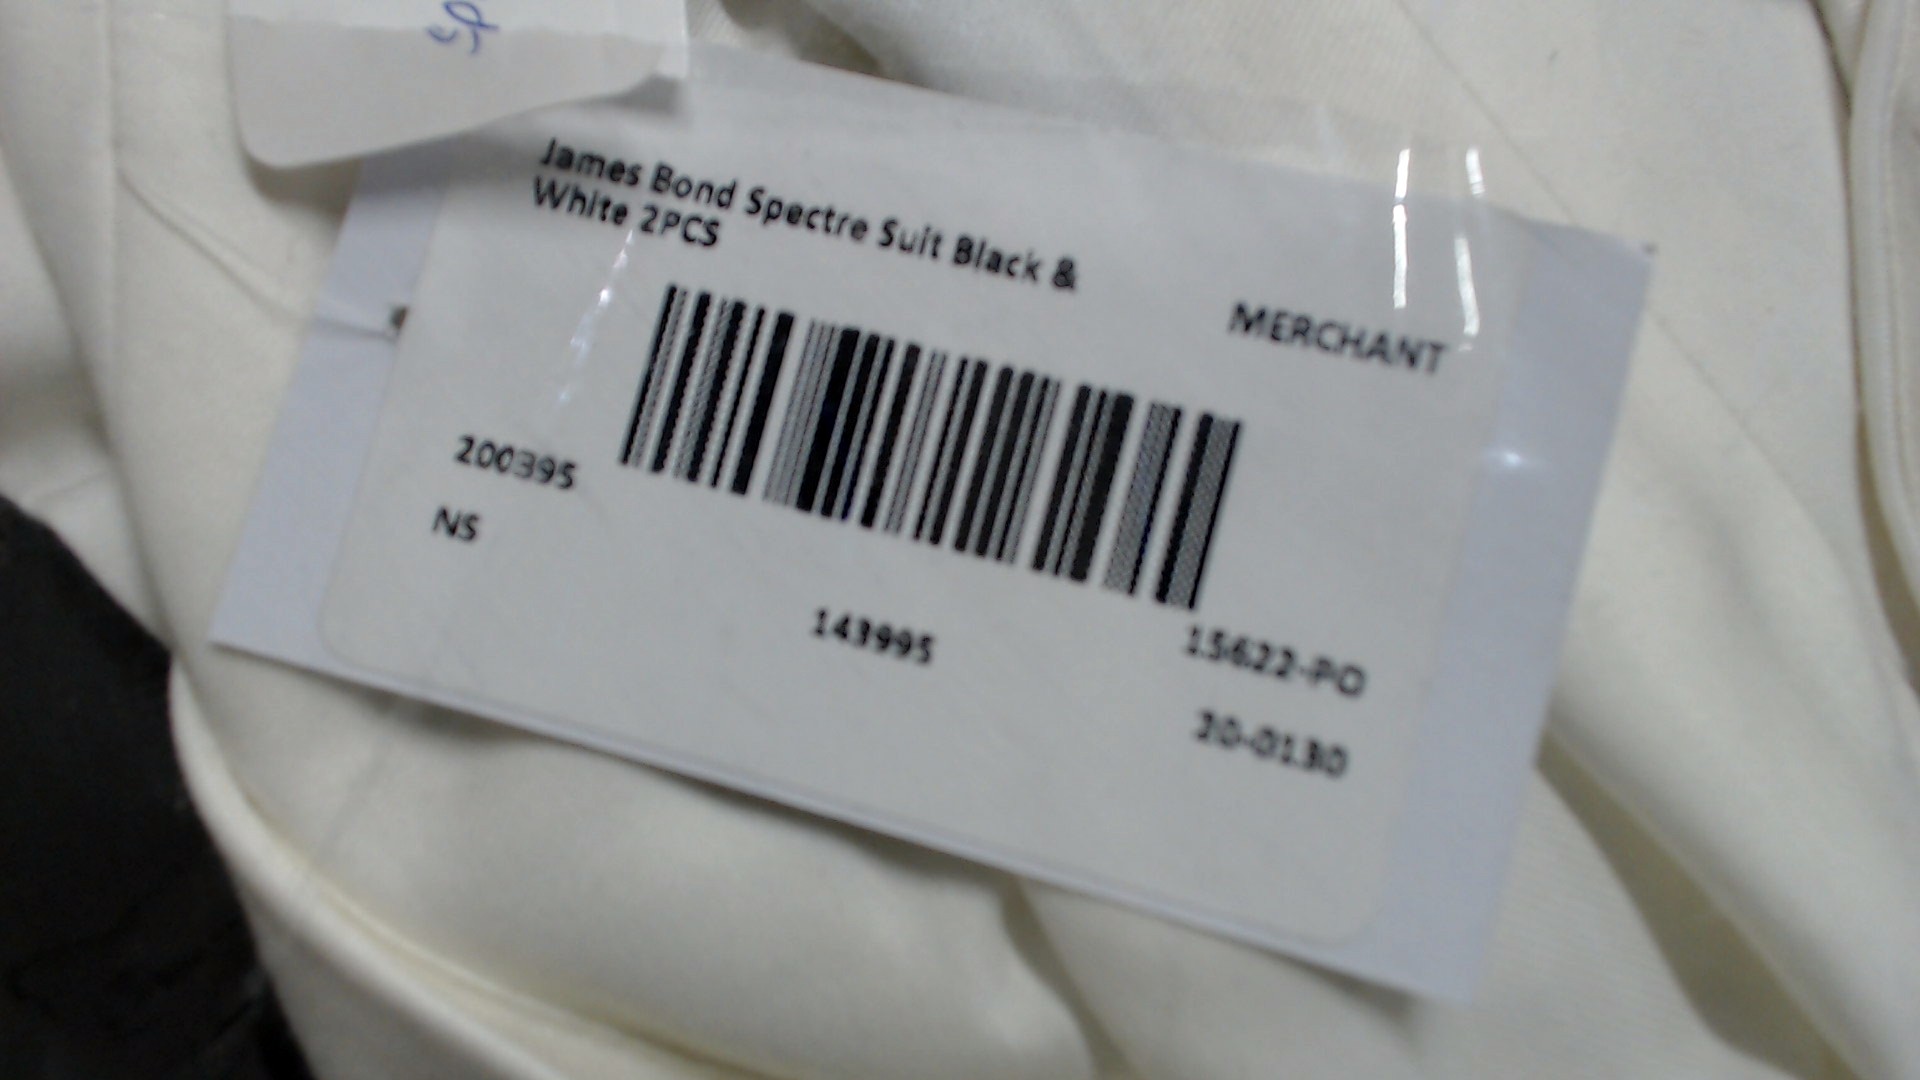 James Bond Spectre Suit Black &
White 2PCS
MERCHANT
200395
NS
143995
15622-PO
20-0130